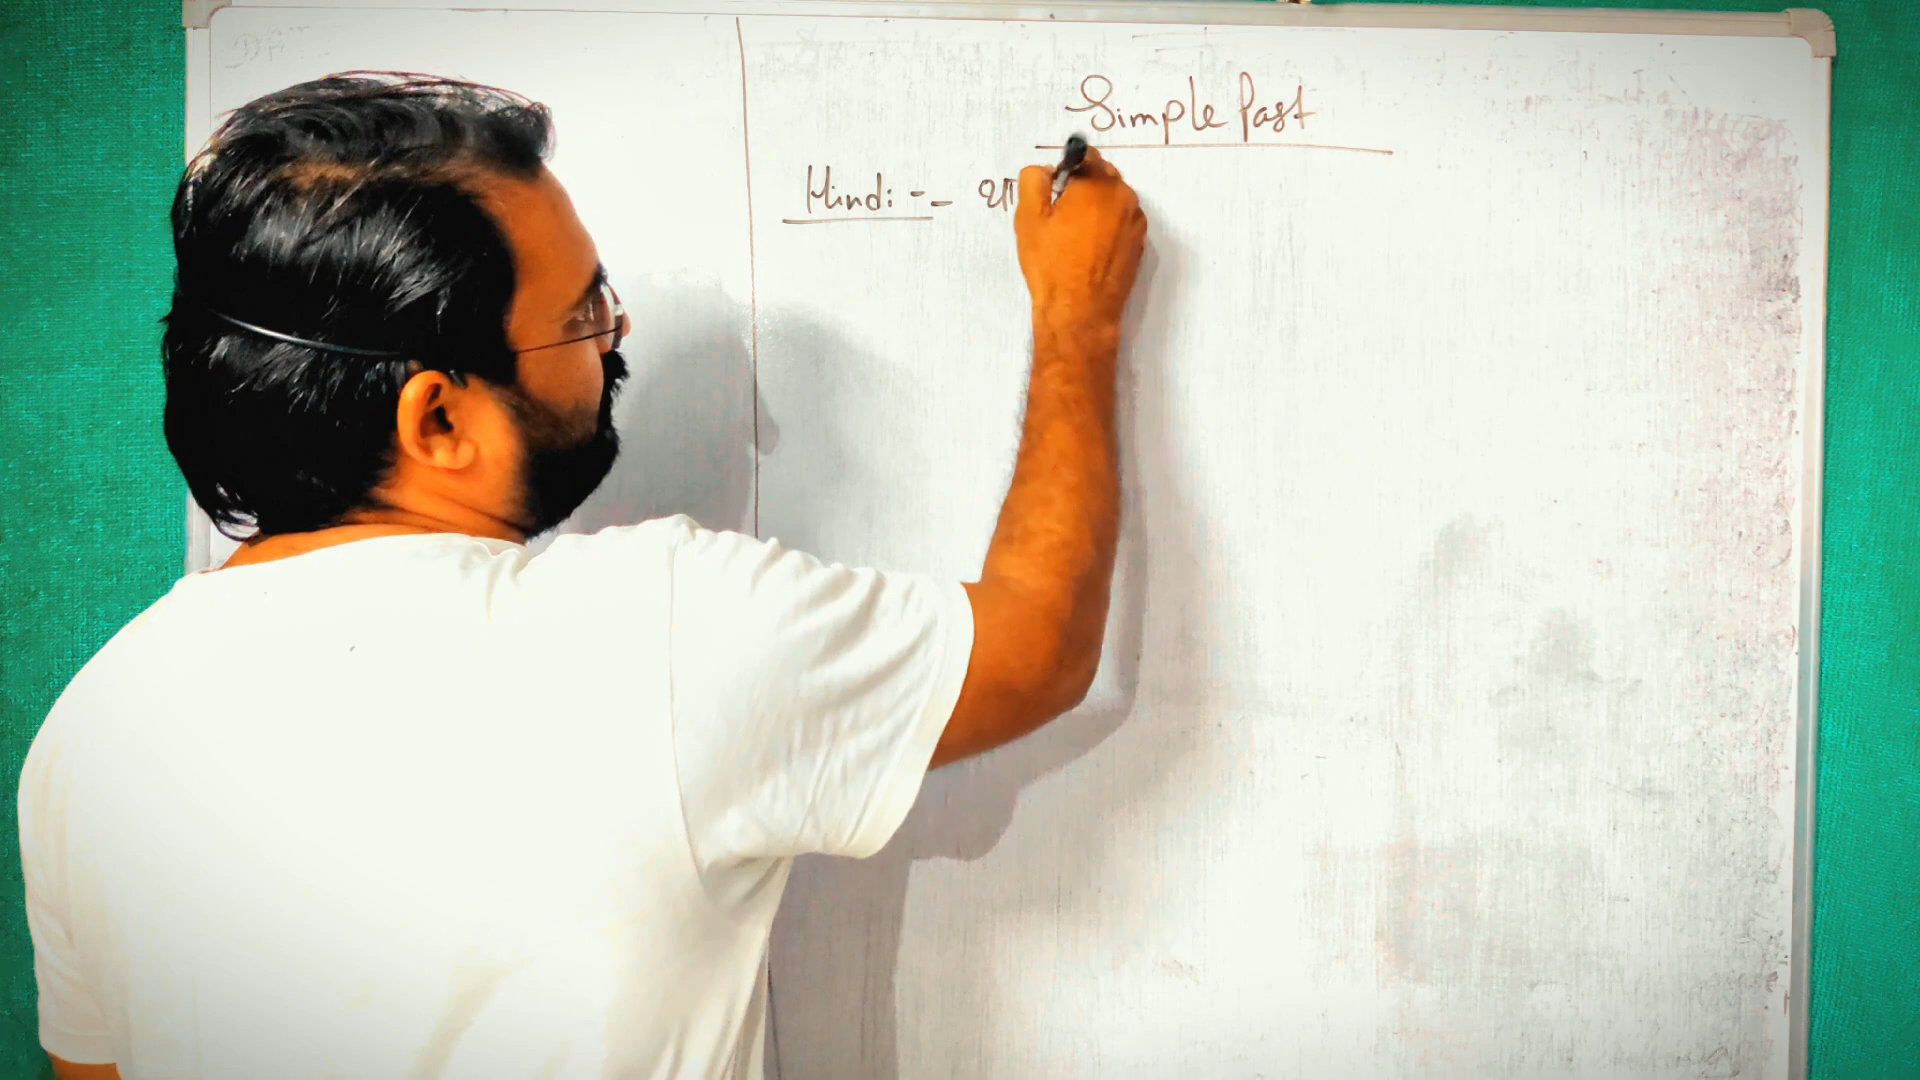 Simple Past
Hindi :- - था